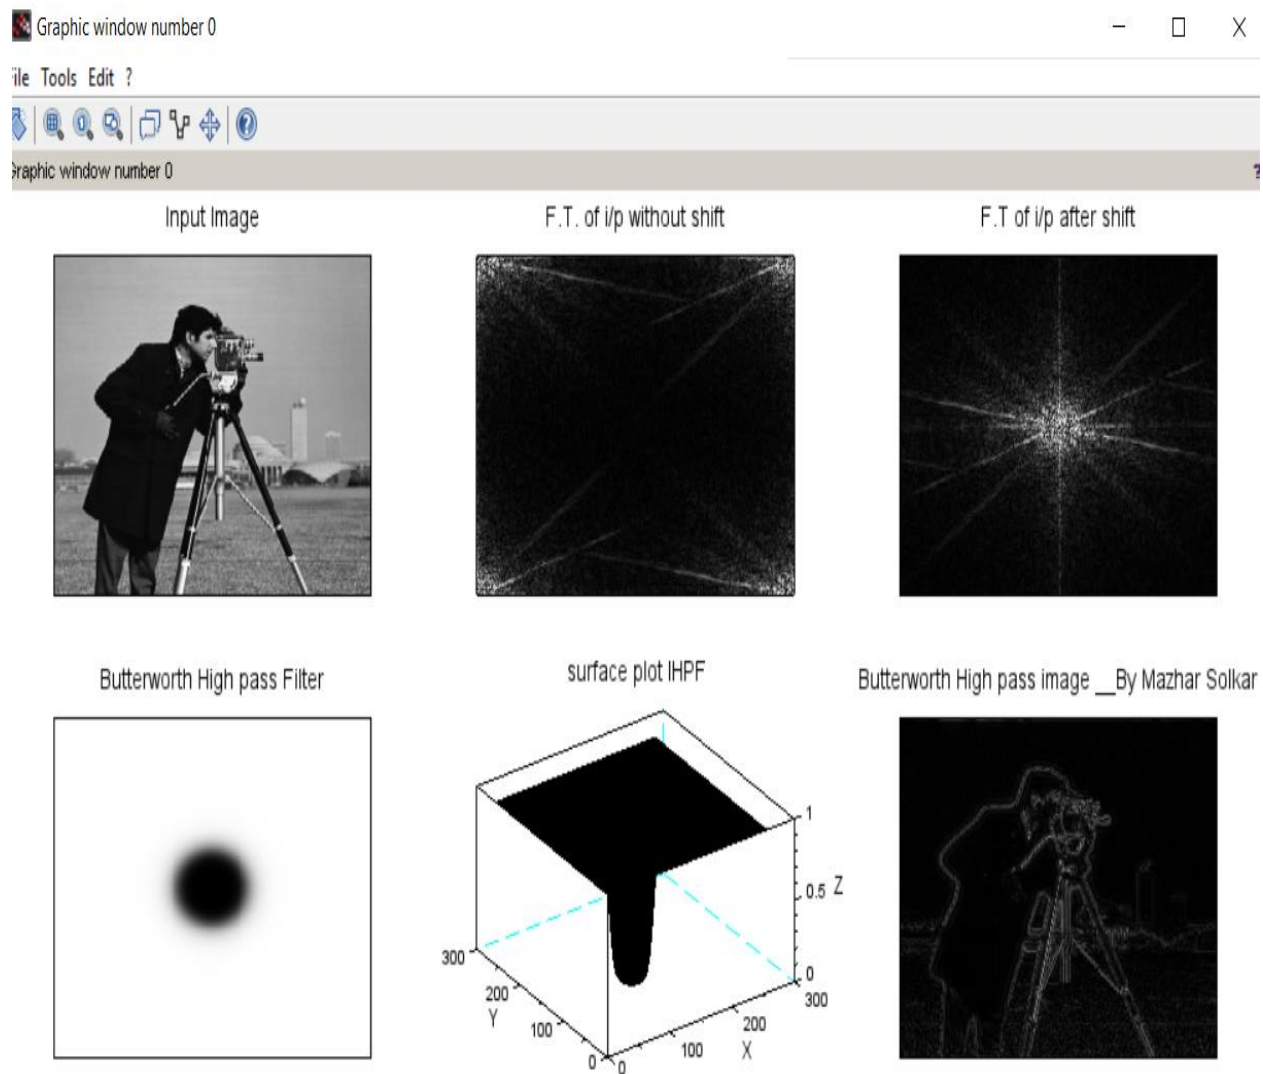 Graphic window number 0
File Tools Edit ?
Graphic window number 0 ?
Input Image
F.T. of i/p without shift
F.T of i/p after shift
Butterworth High pass Filter
surface plot IHPF
Butterworth High pass image __By Mazhar Solkar
1
0.5 Z
0
300
200
Y
100
0
0
100
X
200
300